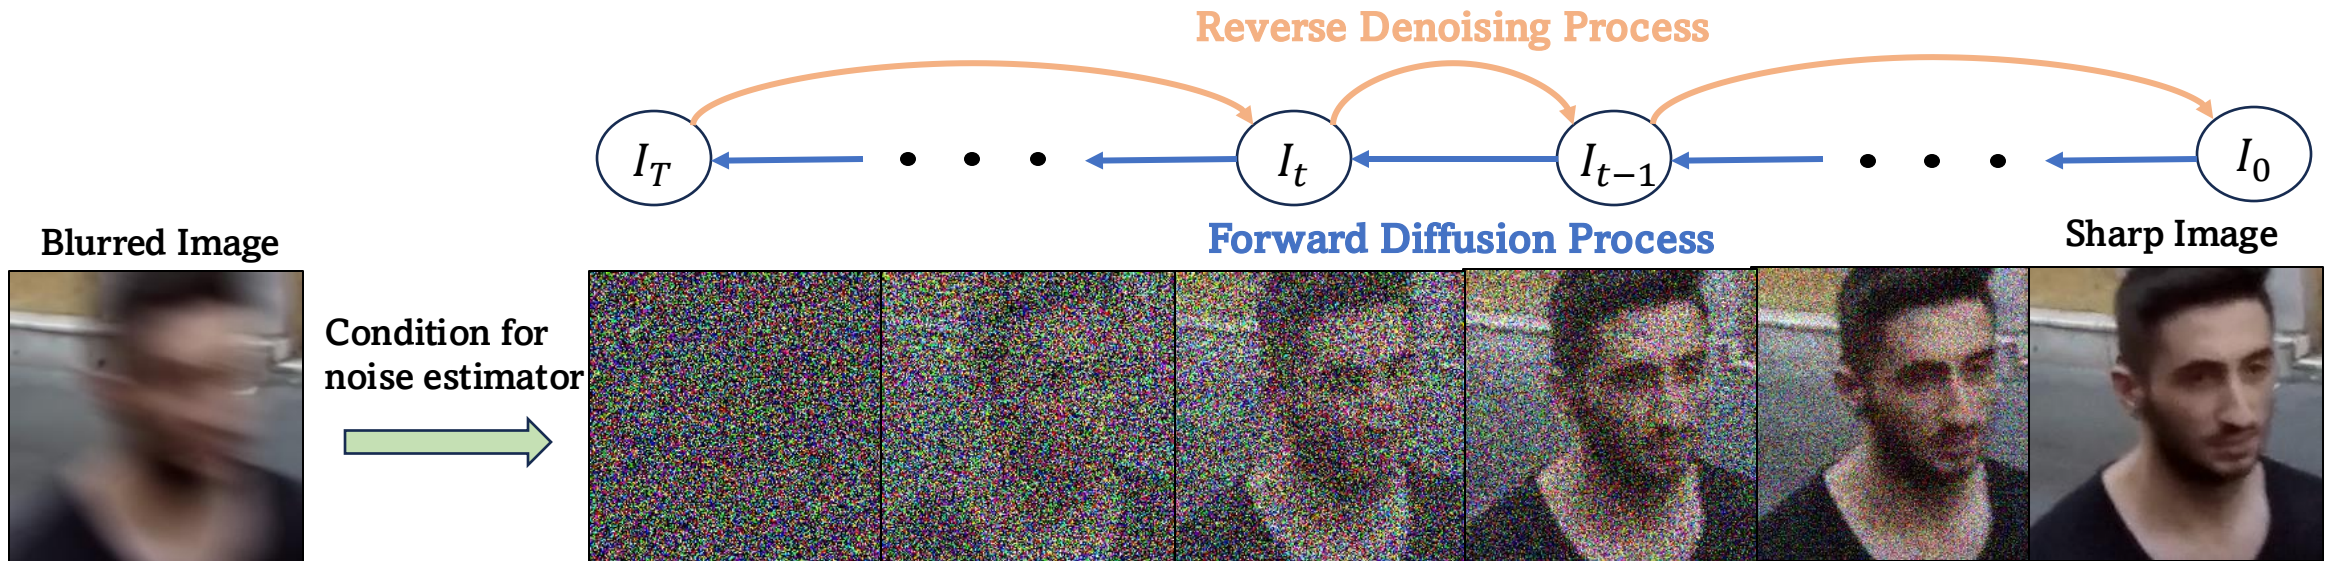 Reverse Denoising Process
I_T • • • I_t I_{t−1} • • • I_0
Blurred Image
Forward Diffusion Process
Sharp Image
Condition for
noise estimator